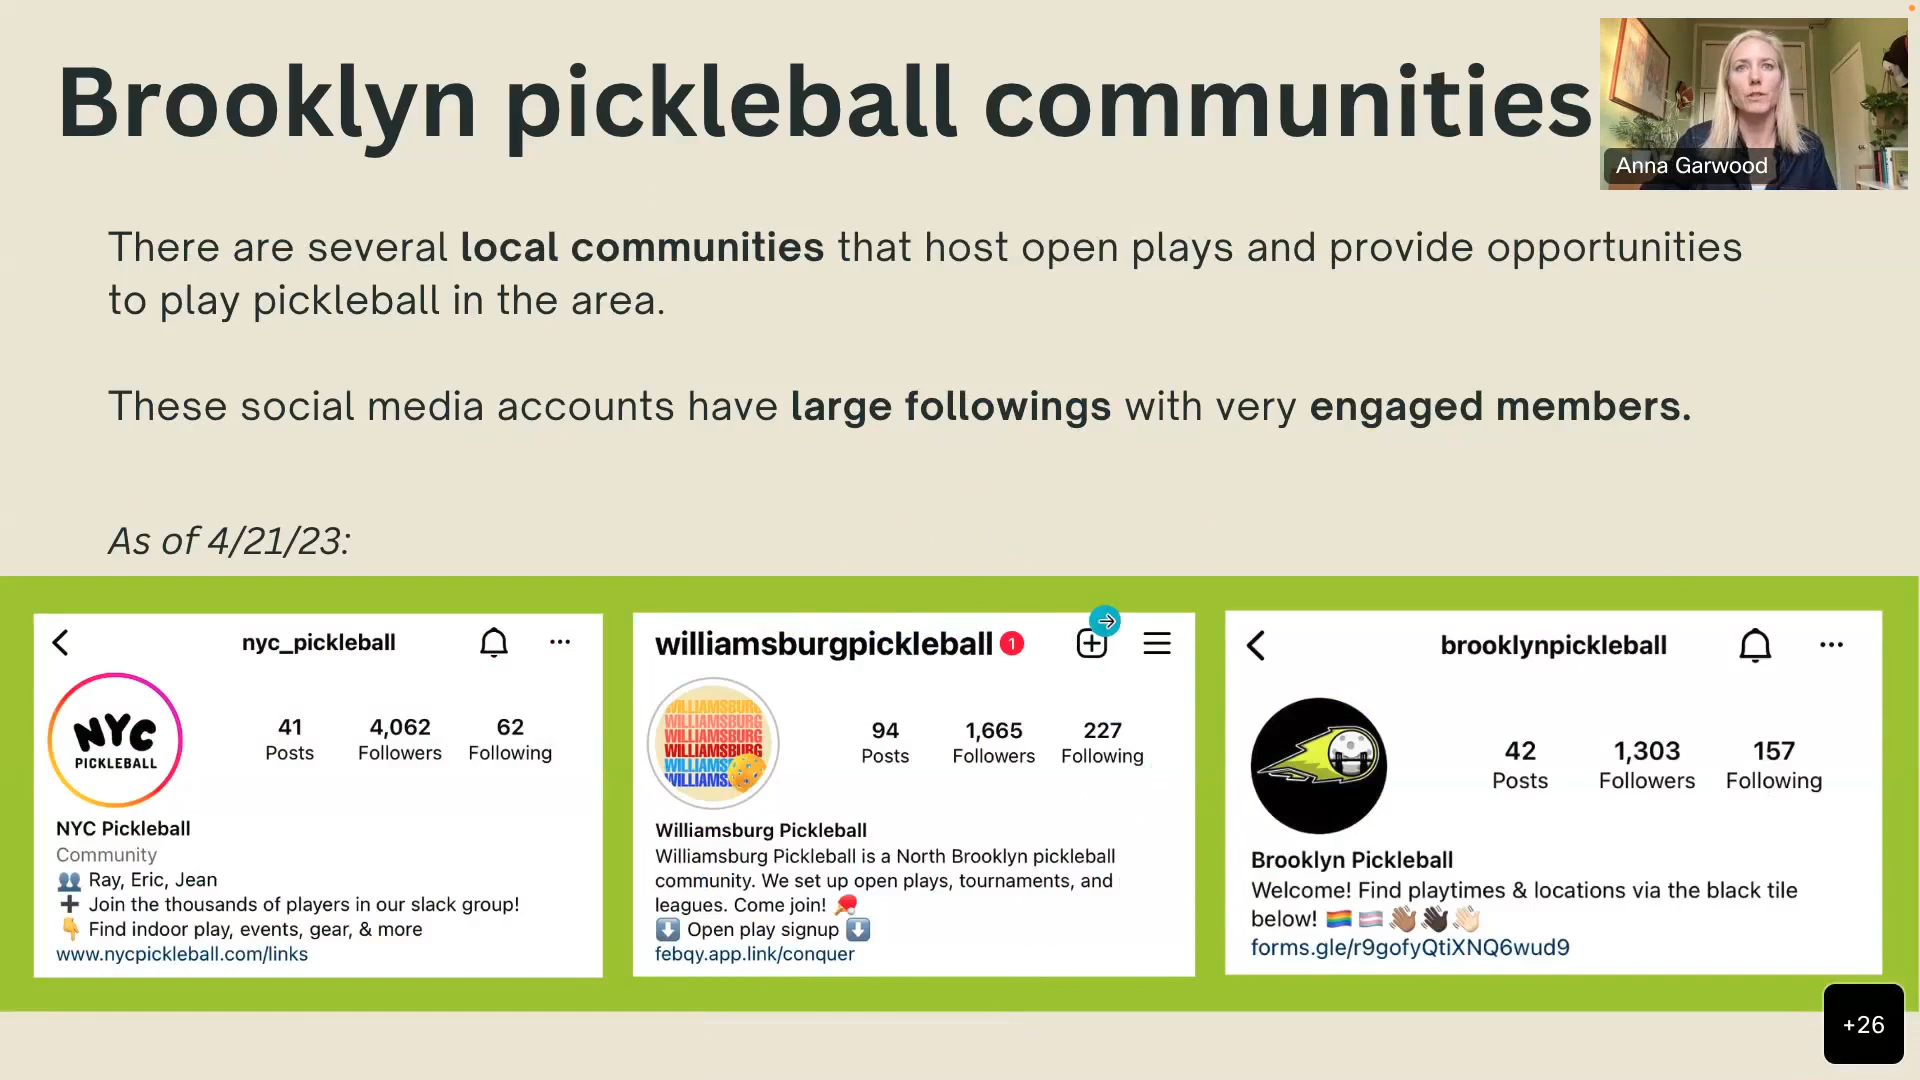 Brooklyn pickleball communities
Anna Garwood
There are several local communities that host open plays and provide opportunities
to play pickleball in the area.
These social media accounts have large followings with very engaged members.
As of 4/21/23:
nyc_pickleball
NYC
PICKLEBALL
41
Posts
4,062
Followers
62
Following
NYC Pickleball
Community
Ray, Eric, Jean
Join the thousands of players in our slack group!
Find indoor play, events, gear, & more
www.nycpickleball.com/links
williamsburgpickleball 1
WILLIAMSBURG
WILLIAMSBURG
WILLIAMSBURG
WILLIAMSBURG
WILLIAMS
WILLIAMS
94
Posts
1,665
Followers
227
Following
Williamsburg Pickleball
Williamsburg Pickleball is a North Brooklyn pickleball
community. We set up open plays, tournaments, and
leagues. Come join!
Open play signup
febqy.app.link/conquer
brooklynpickleball
42
Posts
1,303
Followers
157
Following
Brooklyn Pickleball
Welcome! Find playtimes & locations via the black tile
below!
forms.gle/r9gofyQtiXNQ6wud9
+26